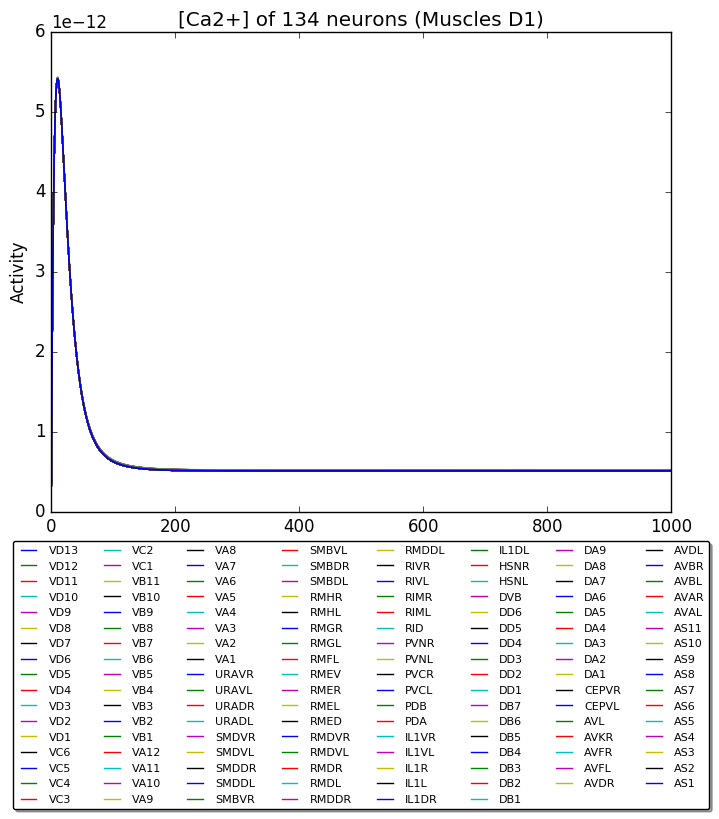 [Ca2+] of 134 neurons (Muscles D1)
1e−12
6
5
4
3
2
1
0
Activity
0 200 400 600 800 1000
VD13 VC2 VA8 SMBVL RMDDL IL1DL DA9 AVDL
VD12 VC1 VA7 SMBDR RIVR HSNR DA8 AVBR
VD11 VB11 VA6 SMBDL RIVL HSNL DA7 AVBL
VD10 VB10 VA5 RMHR RIMR DVB DA6 AVAR
VD9 VB9 VA4 RMHL RIML DD6 DA5 AVAL
VD8 VB8 VA3 RMGR RID DD5 DA4 AS11
VD7 VB7 VA2 RMGL PVNR DD4 DA3 AS10
VD6 VB6 VA1 RMFL PVNL DD3 DA2 AS9
VD5 VB5 URAVR RMEV PVCR DD2 DA1 AS8
VD4 VB4 URAVL RMER PVCL DD1 CEPVR AS7
VD3 VB3 URADR RMEL PDB DB7 CEPVL AS6
VD2 VB2 URADL RMED PDA DB6 AVL AS5
VD1 VB1 SMDVR RMDVR IL1VR DB5 AVKR AS4
VC6 VA12 SMDVL RMDVL IL1VL DB4 AVFR AS3
VC5 VA11 SMDDR RMDR IL1R DB3 AVFL AS2
VC4 VA10 SMDDL RMDL IL1L DB2 AVDR AS1
VC3 VA9 SMBVR RMDDR IL1DR DB1